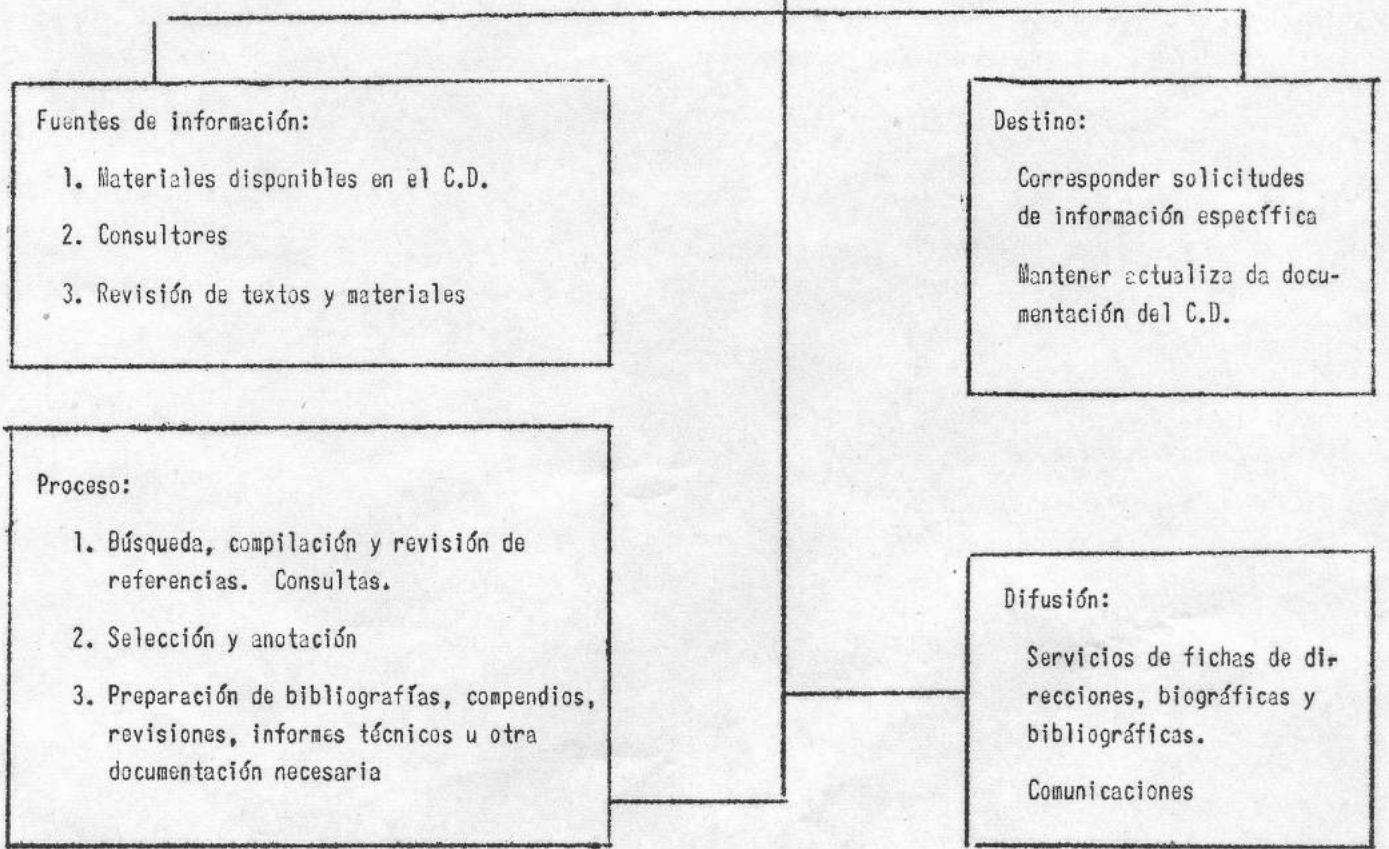 Fuentes de información:
1. Materiales disponibles en el C.D.
2. Consultores
3. Revisión de textos y materiales
Destino:
Corresponder solicitudes
de información específica
Mantener actualiza da docu-
mentación del C.D.
Proceso:
1. Búsqueda, compilación y revisión de
referencias. Consultas.
2. Selección y anotación
3. Preparación de bibliografías, compendios,
revisiones, informes técnicos u otra
documentación necesaria
Difusión:
Servicios de fichas de di-
recciones, biográficas y
bibliográficas.
Comunicaciones